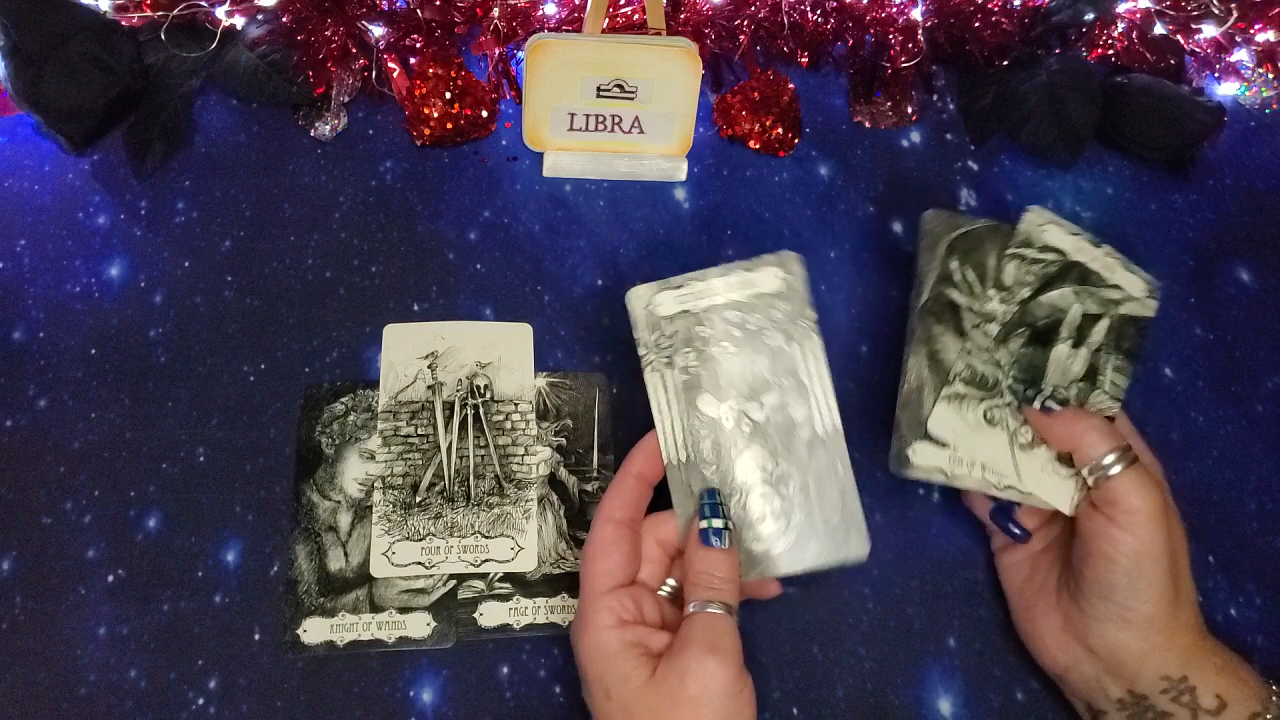 ♎
LIBRA
FOUR OF SWORDS
KNIGHT OF WANDS
PAGE OF SWORDS